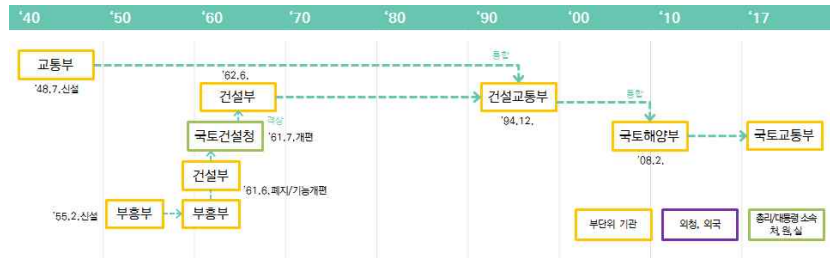 ‘40 ‘50 ‘60 ‘70 ‘80 ‘90 ‘00 ‘10 ‘17
통합
교통부
‘48.7.신설
‘62.6.
건설부
건설교통부
통합
‘94.12.
격상
국토건설청
‘61.7.개편
국토해양부
국토교통부
‘08.2.
건설부
‘61.6.폐지/기능개편
‘55.2.신설
부흥부
부흥부
부단위 기관
외청, 외국
총리/대통령 소속
처, 원, 실